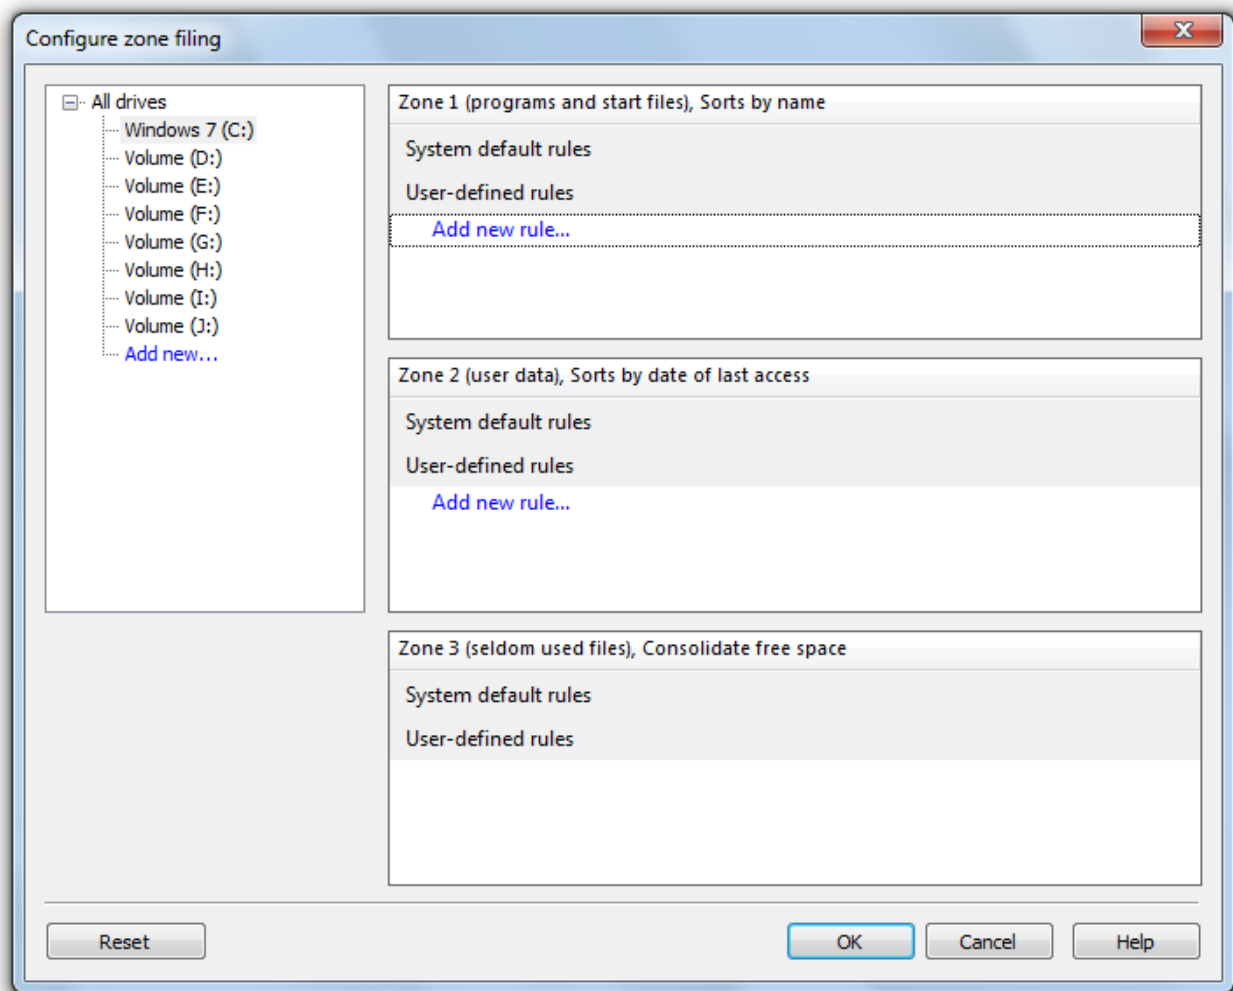 Configure zone filing
All drives
Windows 7 (C:)
Volume (D:)
Volume (E:)
Volume (F:)
Volume (G:)
Volume (H:)
Volume (I:)
Volume (J:)
Add new...
Zone 1 (programs and start files), Sorts by name
System default rules
User-defined rules
Add new rule...
Zone 2 (user data), Sorts by date of last access
System default rules
User-defined rules
Add new rule...
Zone 3 (seldom used files), Consolidate free space
System default rules
User-defined rules
Reset
OK
Cancel
Help